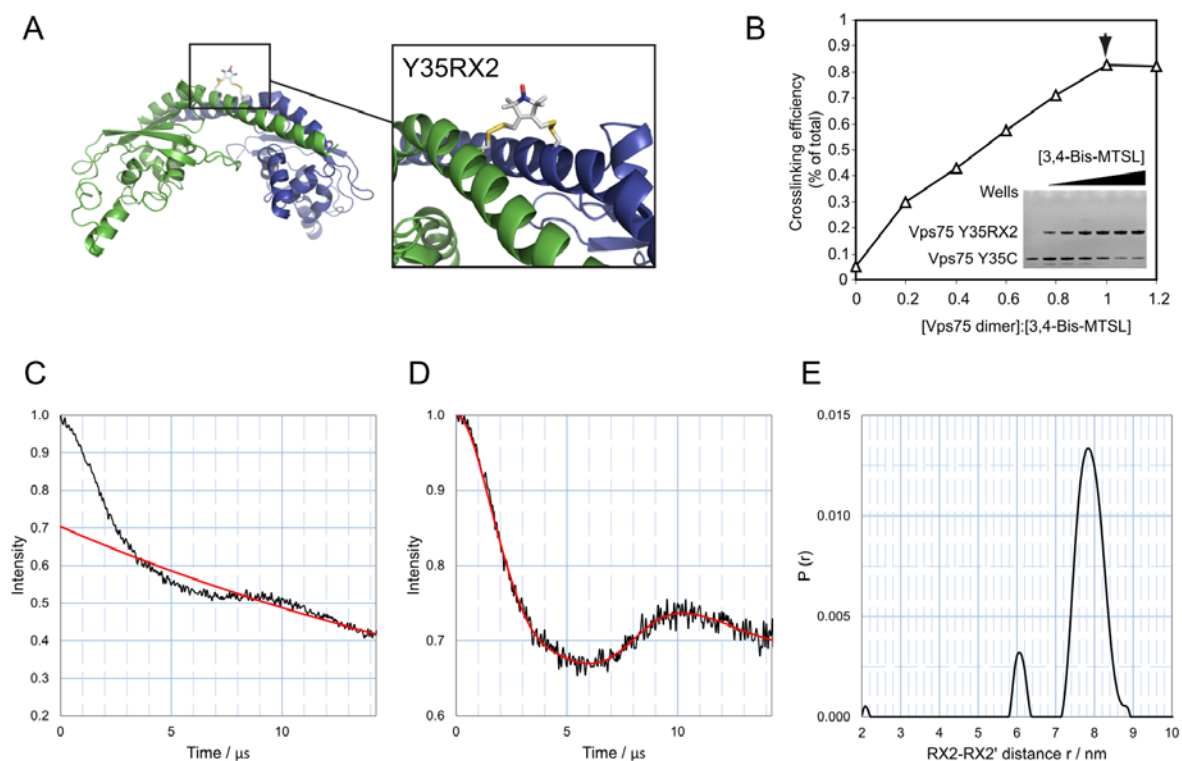 A
Y35RX2
B
Crosslinking efficiency
(% of total)
1
0.9
0.8
0.7
0.6
0.5
0.4
0.3
0.2
0.1
0
[3,4-Bis-MTSL]
Wells
Vps75 Y35RX2
Vps75 Y35C
0 0.2 0.4 0.6 0.8 1 1.2
[Vps75 dimer]:[3,4-Bis-MTSL]
C
Intensity
1.0
0.9
0.8
0.7
0.6
0.5
0.4
0.3
0.2
0 5 10
Time / μs
D
Intensity
1.0
0.9
0.8
0.7
0.6
0 5 10
Time / μs
E
P (r)
0.015
0.010
0.005
0.000
2 3 4 5 6 7 8 9 10
RX2-RX2' distance r / nm